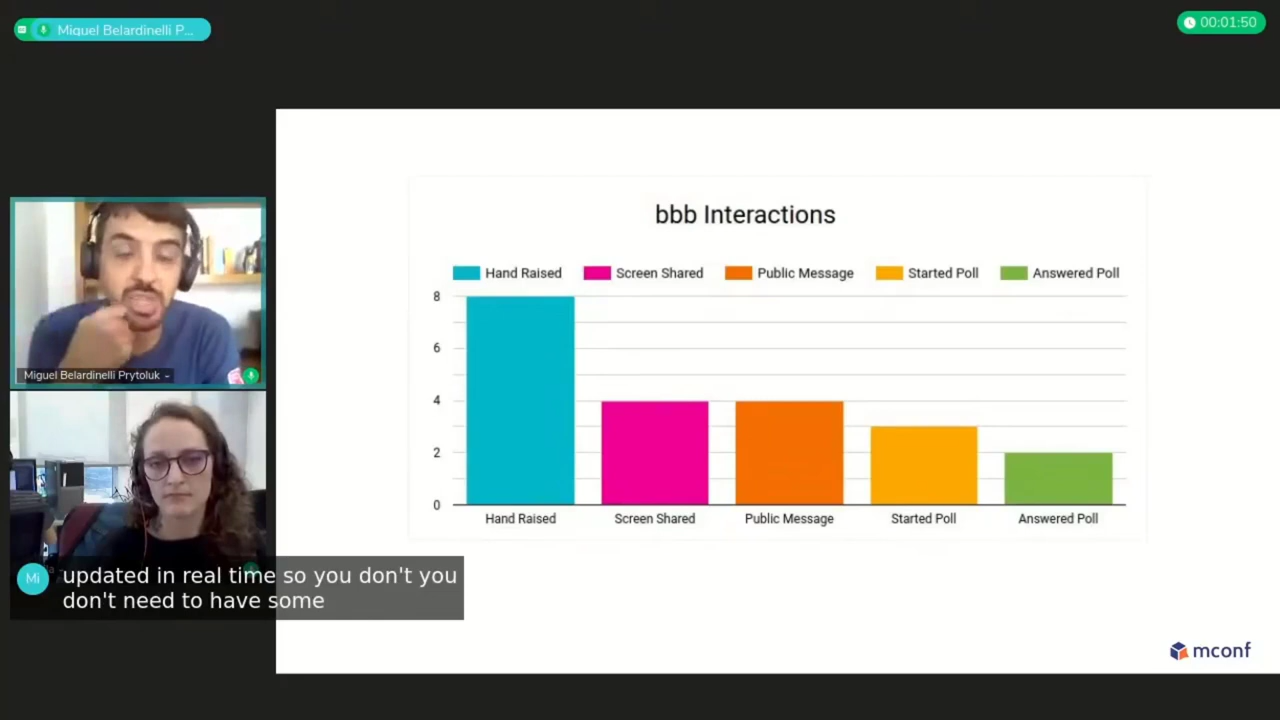 Miguel Belardinelli P...
00:01:50
bbb Interactions
Hand Raised Screen Shared Public Message Started Poll Answered Poll
8
6
4
2
0
Hand Raised Screen Shared Public Message Started Poll Answered Poll
Miguel Belardinelli Prytoluk
Mi
updated in real time so you don't you
don't need to have some
mconf